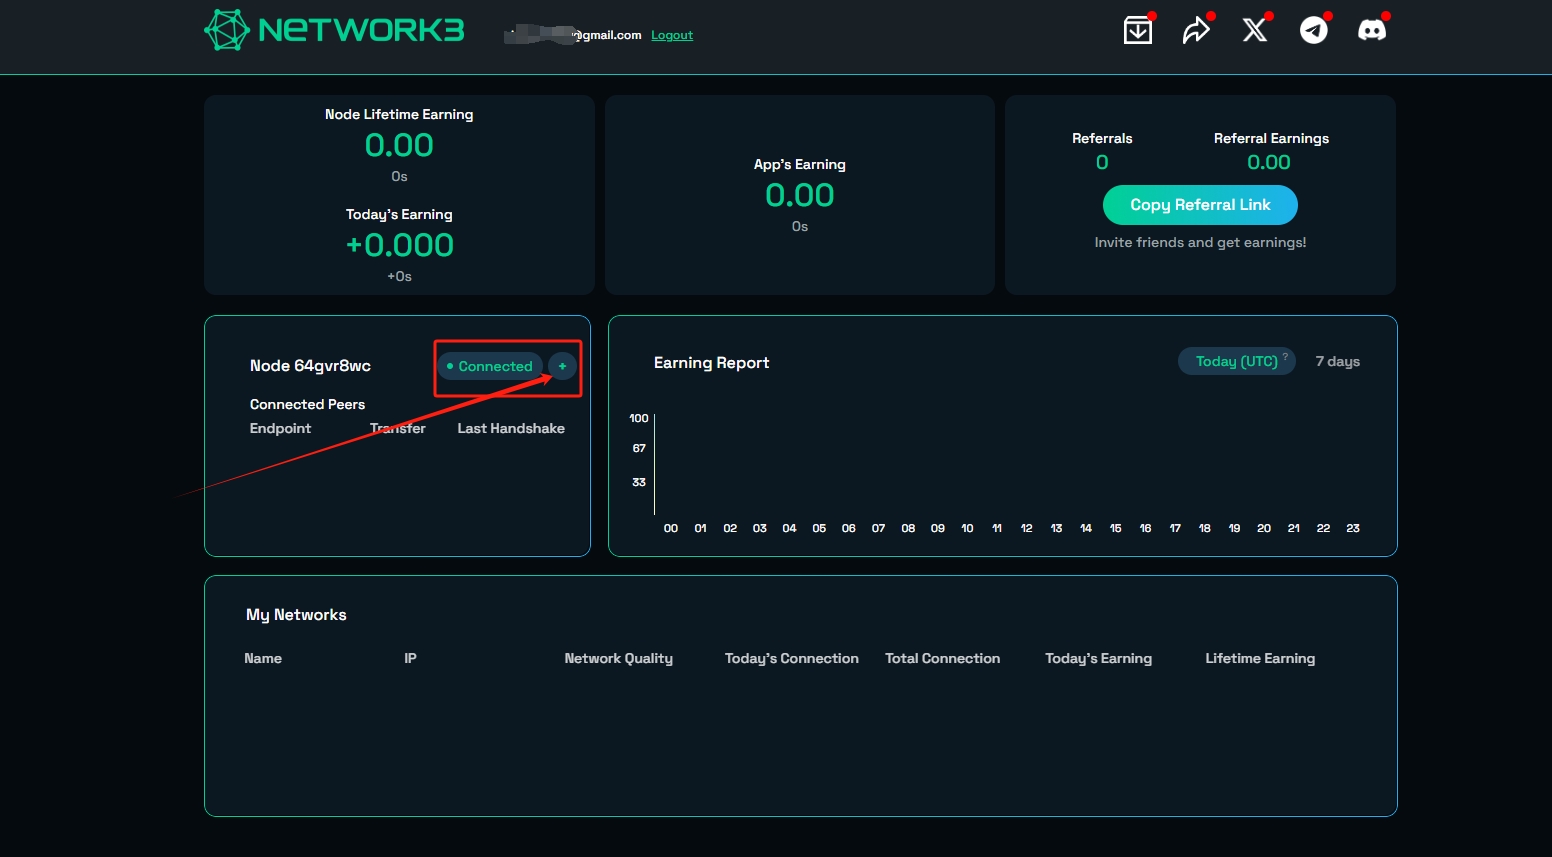 NETWORK3
@gmail.com Logout
Node Lifetime Earning
0.00
0s
Today's Earning
+0.000
+0s
App's Earning
0.00
0s
Referrals Referral Earnings
0 0.00
Copy Referral Link
Invite friends and get earnings!
Node 64gvr8wc Connected +
Connected Peers
Endpoint Transfer Last Handshake
Earning Report Today (UTC) ? 7 days
100
67
33
00 01 02 03 04 05 06 07 08 09 10 11 12 13 14 15 16 17 18 19 20 21 22 23
My Networks
Name IP Network Quality Today's Connection Total Connection Today's Earning Lifetime Earning